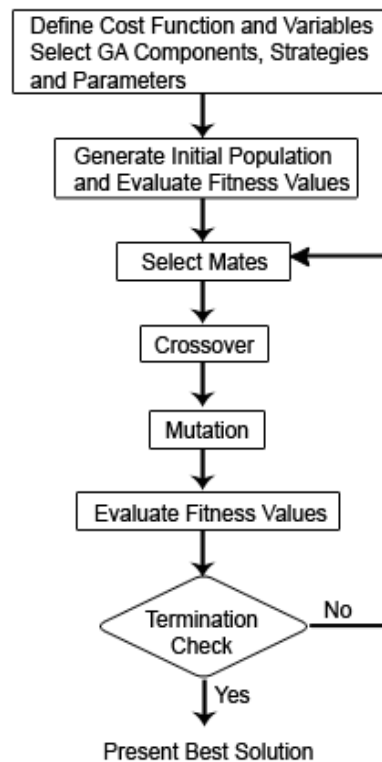 Define Cost Function and Variables
Select GA Components, Strategies
and Parameters
Generate Initial Population
and Evaluate Fitness Values
Select Mates
Crossover
Mutation
Evaluate Fitness Values
Termination
Check
No
Yes
Present Best Solution